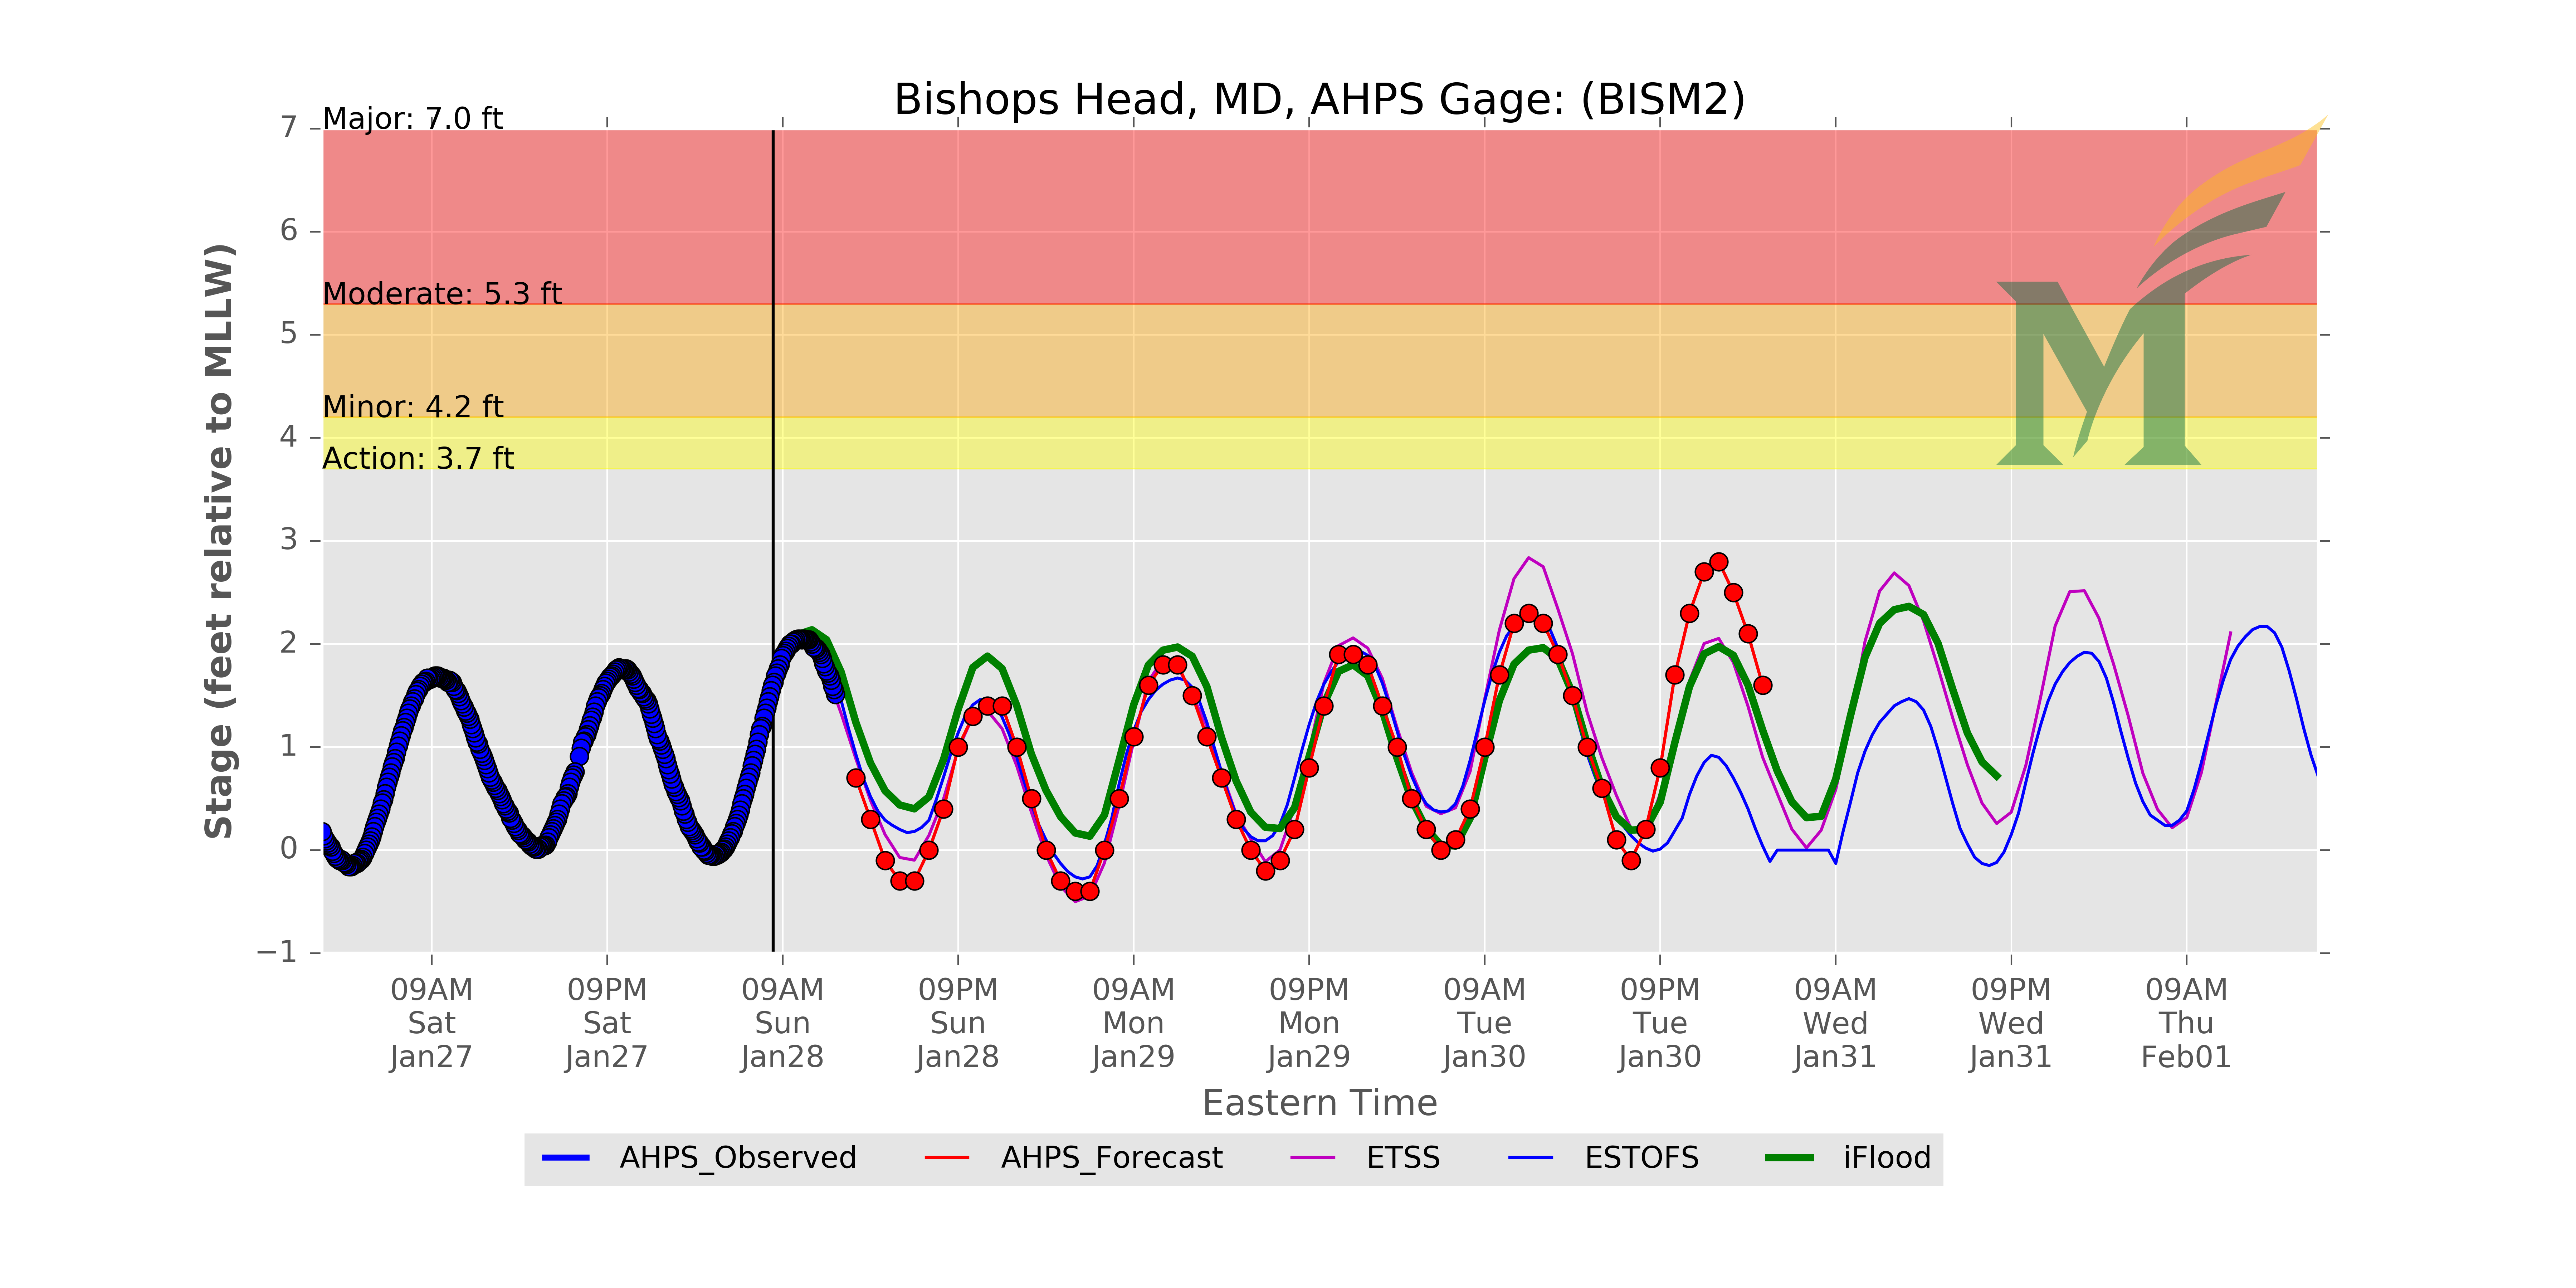 Bishops Head, MD, AHPS Gage: (BISM2)
Major: 7.0 ft
Moderate: 5.3 ft
Minor: 4.2 ft
Action: 3.7 ft
Stage (feet relative to MLLW)
7
6
5
4
3
2
1
0
−1
09AM Sat Jan27
09PM Sat Jan27
09AM Sun Jan28
09PM Sun Jan28
09AM Mon Jan29
09PM Mon Jan29
09AM Tue Jan30
09PM Tue Jan30
09AM Wed Jan31
09PM Wed Jan31
09AM Thu Feb01
Eastern Time
AHPS_Observed AHPS_Forecast ETSS ESTOFS iFlood
M